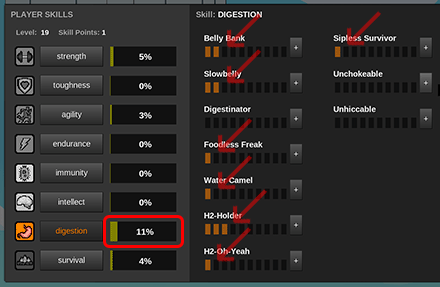 PLAYER SKILLS
Level: 19 Skill Points: 1
strength 5%
toughness 0%
agility 3%
endurance 0%
immunity 0%
intellect 0%
digestion 11%
survival 4%
Skill: DIGESTION
Belly Bank
+
Slowbelly
+
Digestinator
+
Foodless Freak
+
Water Camel
+
H2-Holder
+
H2-Oh-Yeah
+
Sipless Survivor
+
Unchokeable
+
Unhiccable
+